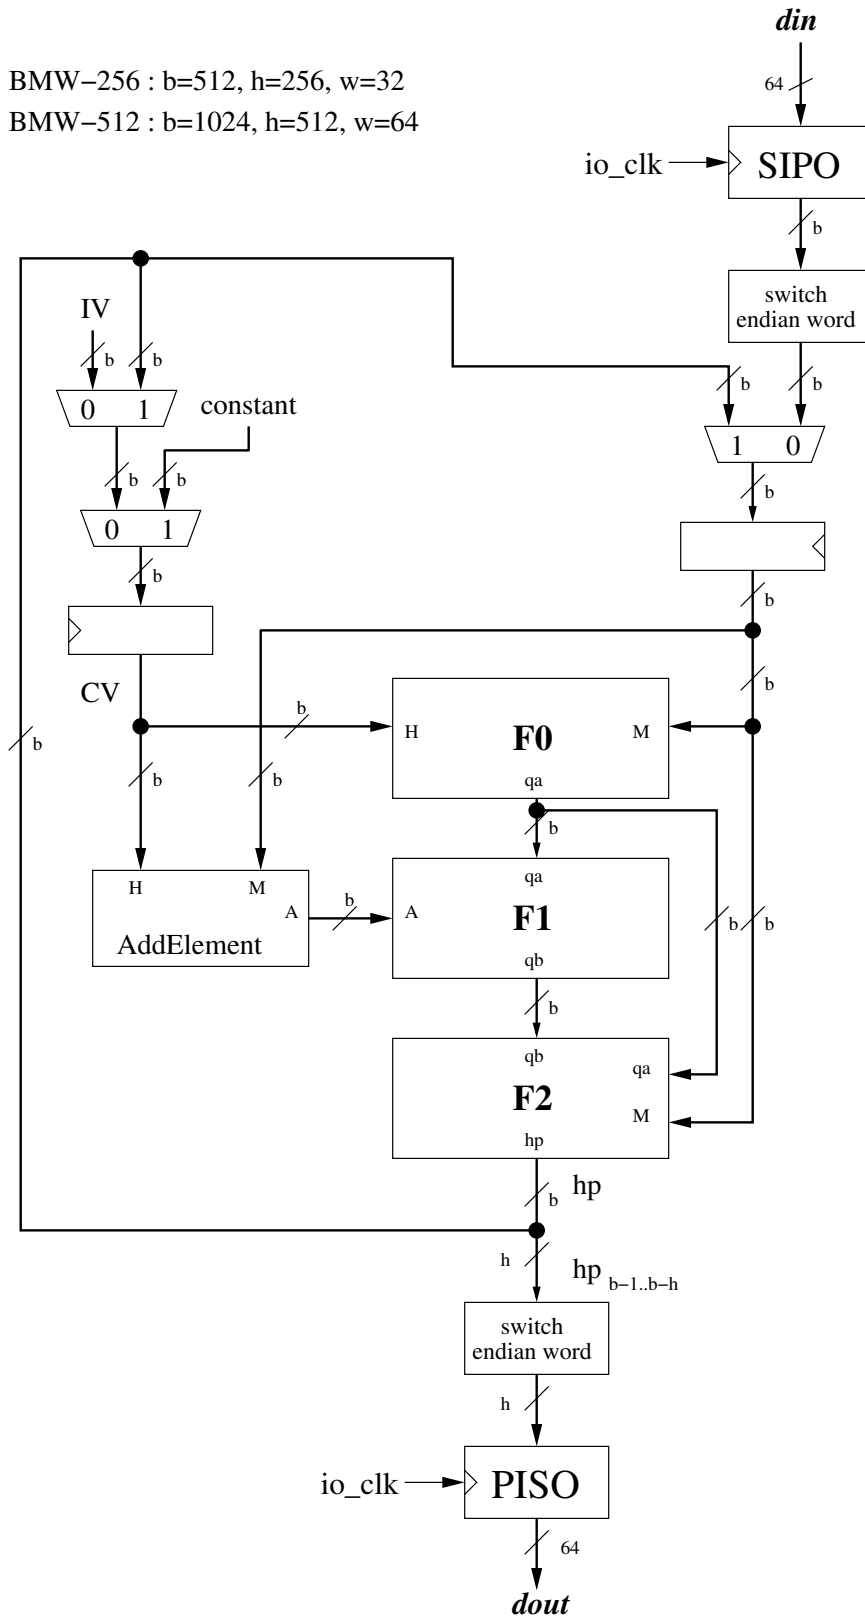 din
BMW−256 : b=512, h=256, w=32
64
BMW−512 : b=1024, h=512, w=64
io_clk
SIPO
b
IV
switch
endian word
b
b
b
b
0 1
constant
1 0
b
b
b
0 1
b
b
CV
b
b
H
F0
M
b
b
b
qa
b
H
M
qa
A
b
A
F1
b
b
AddElement
qb
b
qb
qa
F2
M
hp
b
hp
h
hp b−1..b−h
switch
endian word
h
io_clk
PISO
64
dout